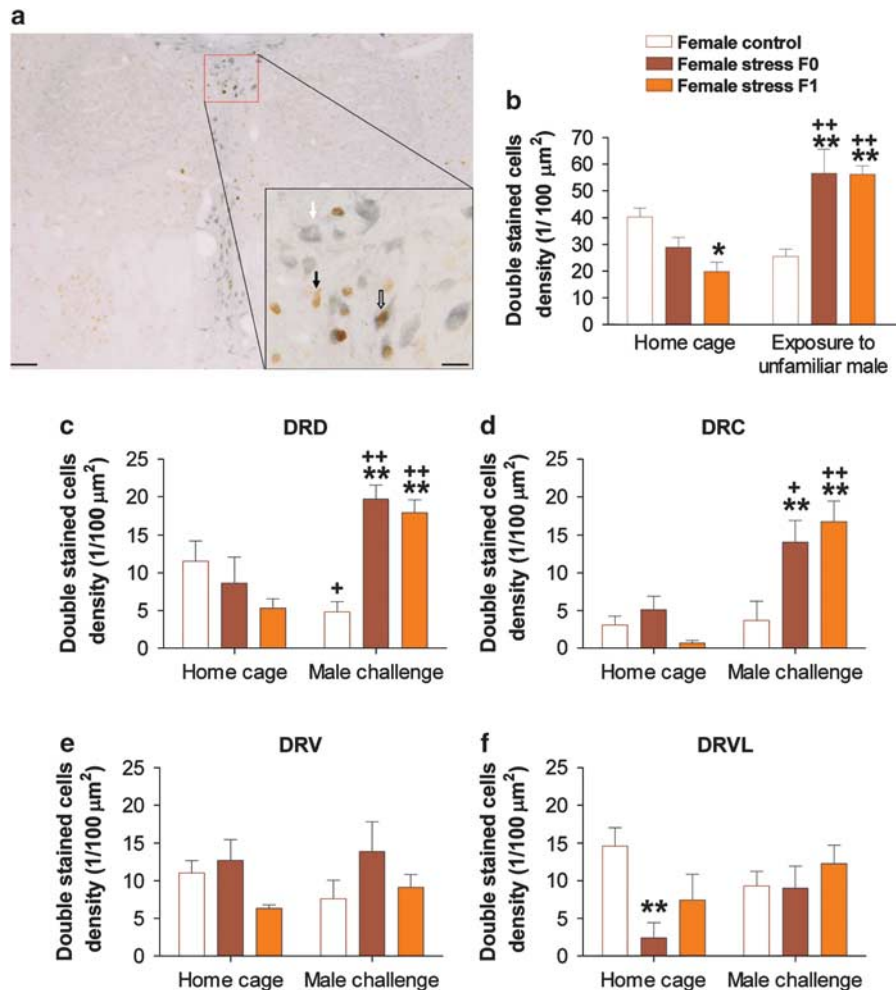 a
Female control
Female stress F0
Female stress F1
b
Double stained cells
density (1/ 100 μm²)
70
60
50
40
30
20
10
0
*
++
**
++
**
Home cage
Exposure to
unfamiliar male
c
DRD
Double stained cells
density (1/100 μm²)
25
20
15
10
5
0
+
++
**
++
**
Home cage
Male challenge
d
DRC
Double stained cells
density (1/100 μm²)
25
20
15
10
5
0
+
**
++
**
Home cage
Male challenge
e
DRV
Double stained cells
density (1/100 μm²)
25
20
15
10
5
0
Home cage
Male challenge
f
DRVL
Double stained cells
density (1/100 μm²)
25
20
15
10
5
0
**
Home cage
Male challenge